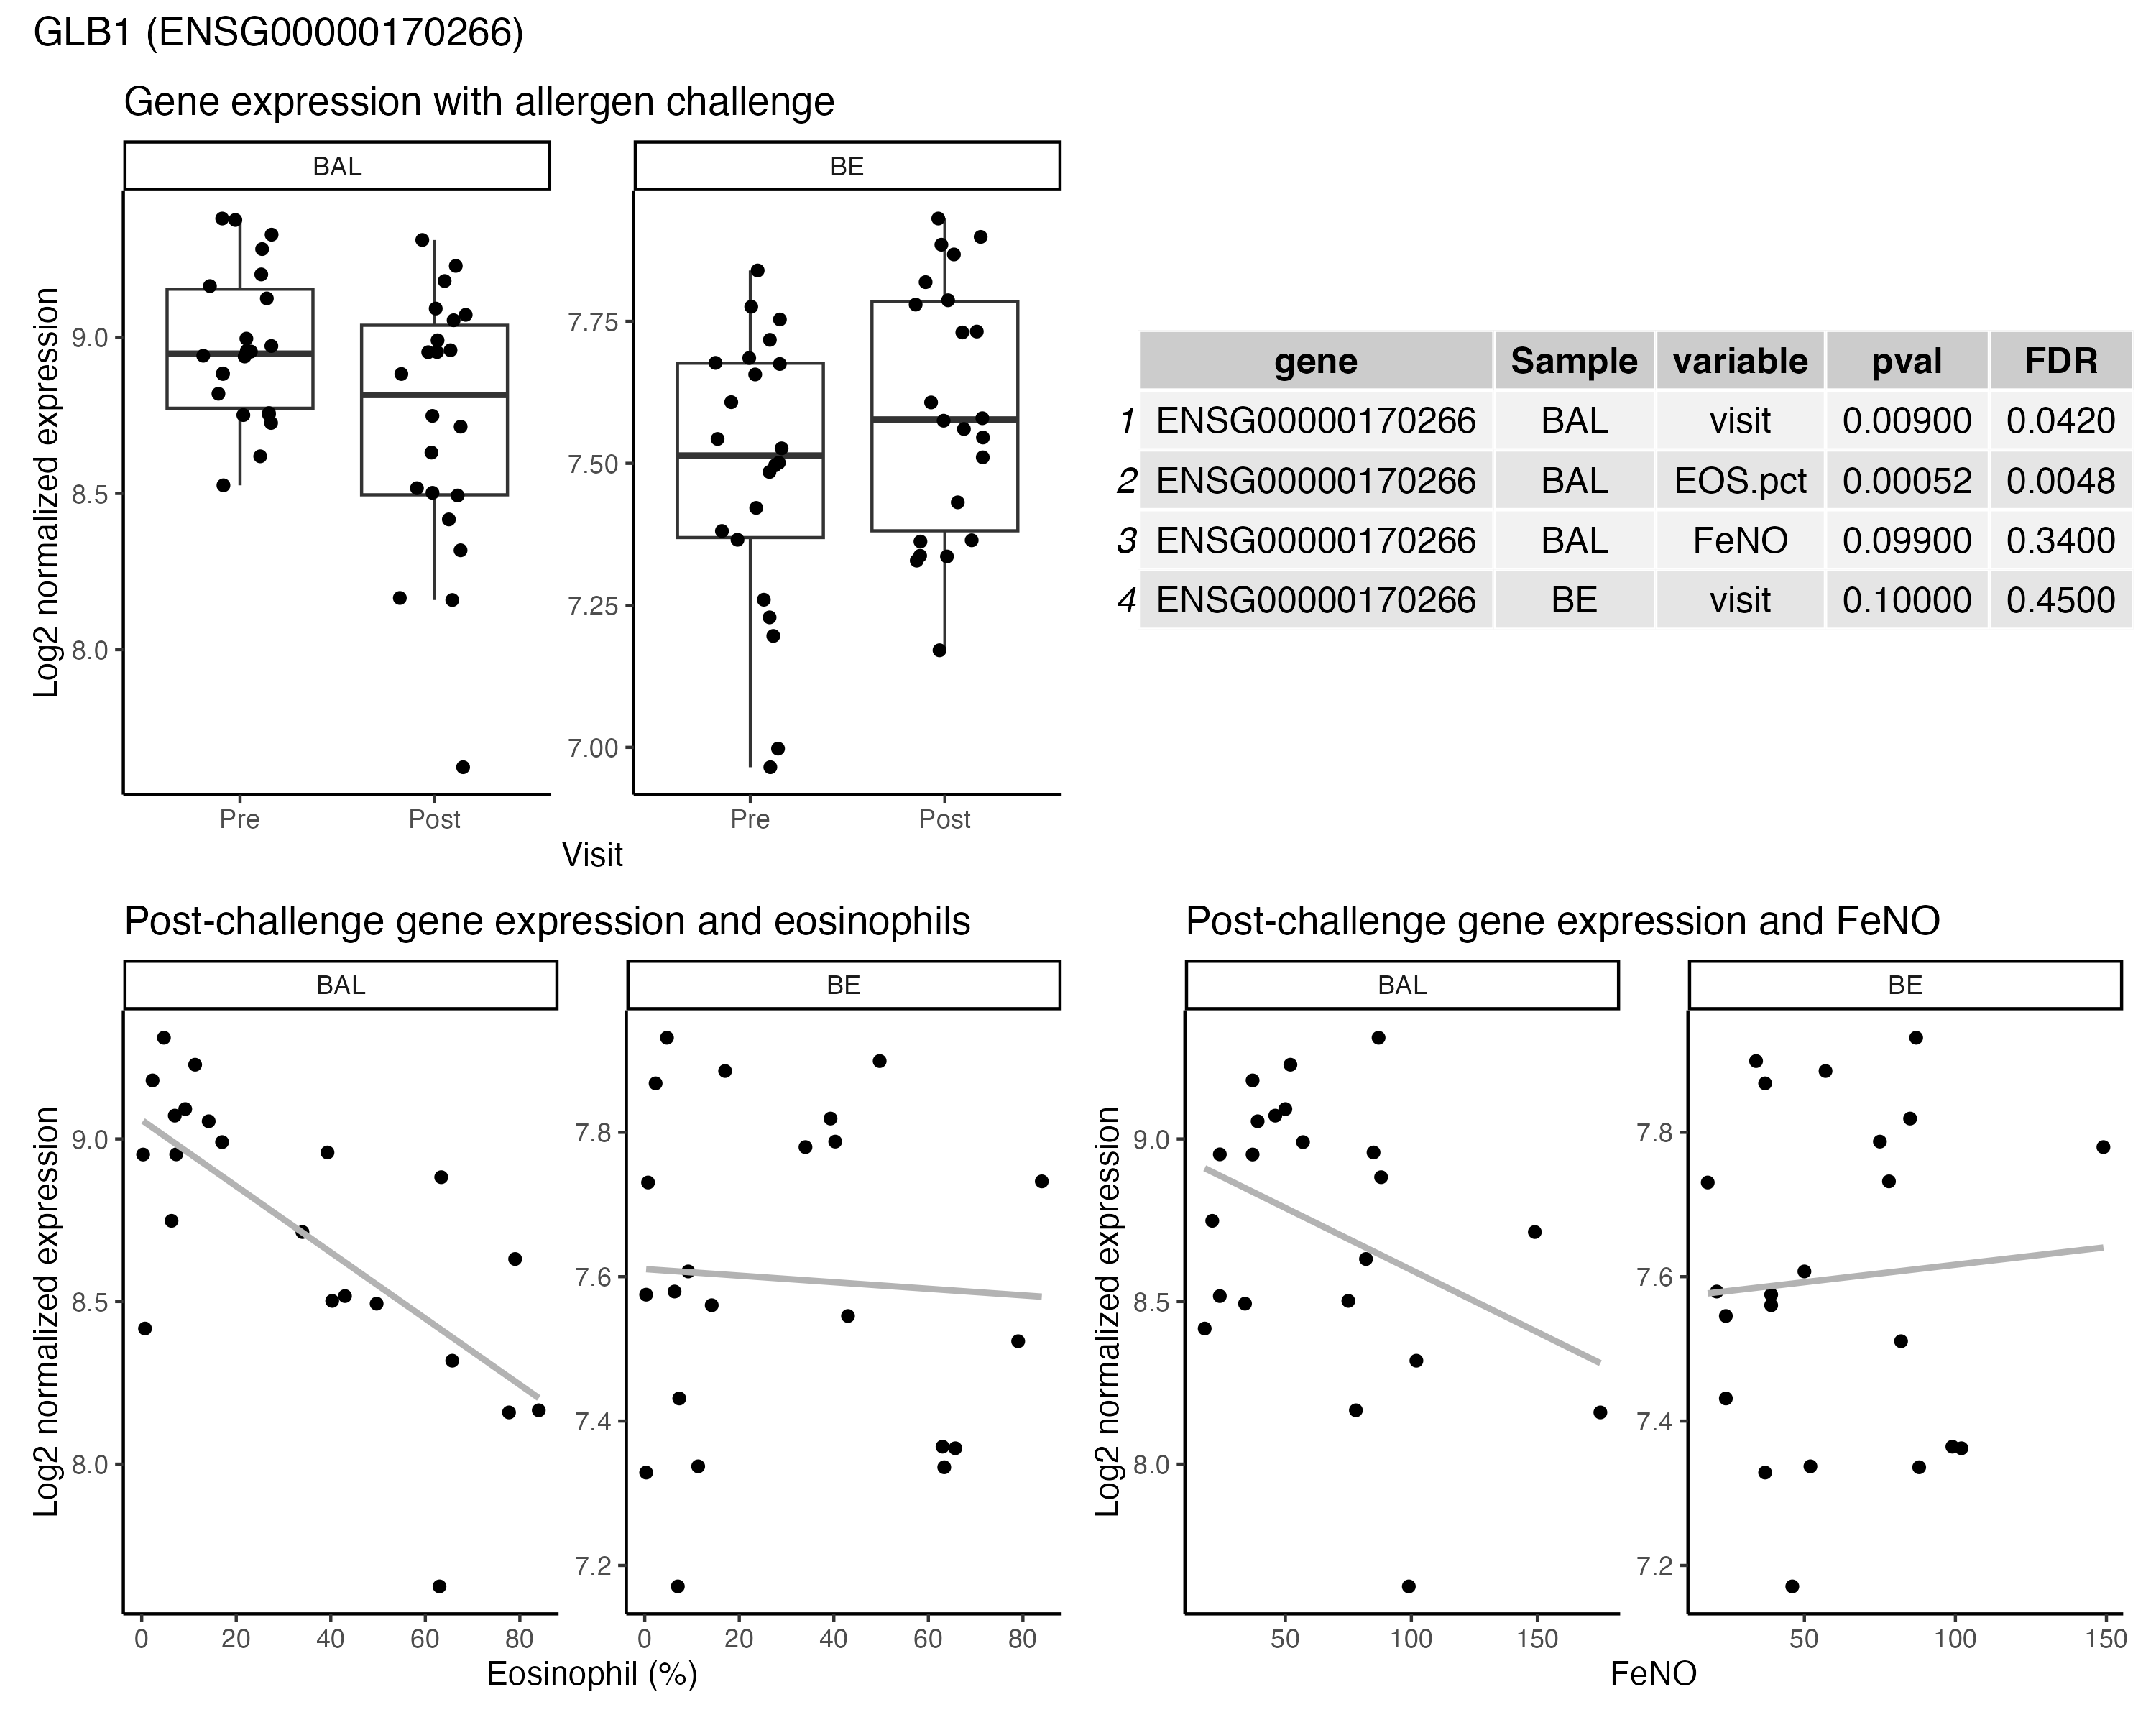 GLB1 (ENSG00000170266)
Gene expression with allergen challenge
BAL
BE
Log2 normalized expression
9.0
8.5
8.0
7.75
7.50
7.25
7.00
Pre
Post
Pre
Post
Visit
gene Sample variable pval FDR
1 ENSG00000170266 BAL visit 0.00900 0.0420
2 ENSG00000170266 BAL EOS.pct 0.00052 0.0048
3 ENSG00000170266 BAL FeNO 0.09900 0.3400
4 ENSG00000170266 BE visit 0.10000 0.4500
Post-challenge gene expression and eosinophils
BAL
BE
Log2 normalized expression
9.0
8.5
8.0
7.8
7.6
7.4
7.2
0 20 40 60 80
0 20 40 60 80
Eosinophil (%)
Post-challenge gene expression and FeNO
BAL
BE
Log2 normalized expression
9.0
8.5
8.0
7.8
7.6
7.4
7.2
50 100 150
50 100 150
FeNO